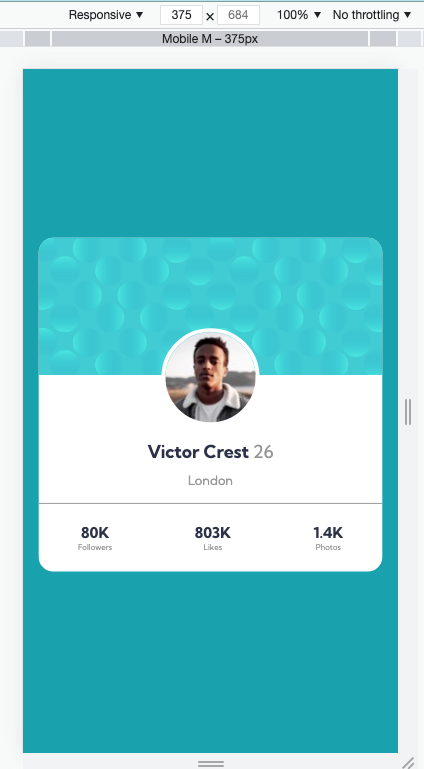 Responsive ▼ 375 × 684 100% ▼ No throttling ▼
Mobile M – 375px
Victor Crest 26
London
80K 803K 1.4K
Followers Likes Photos